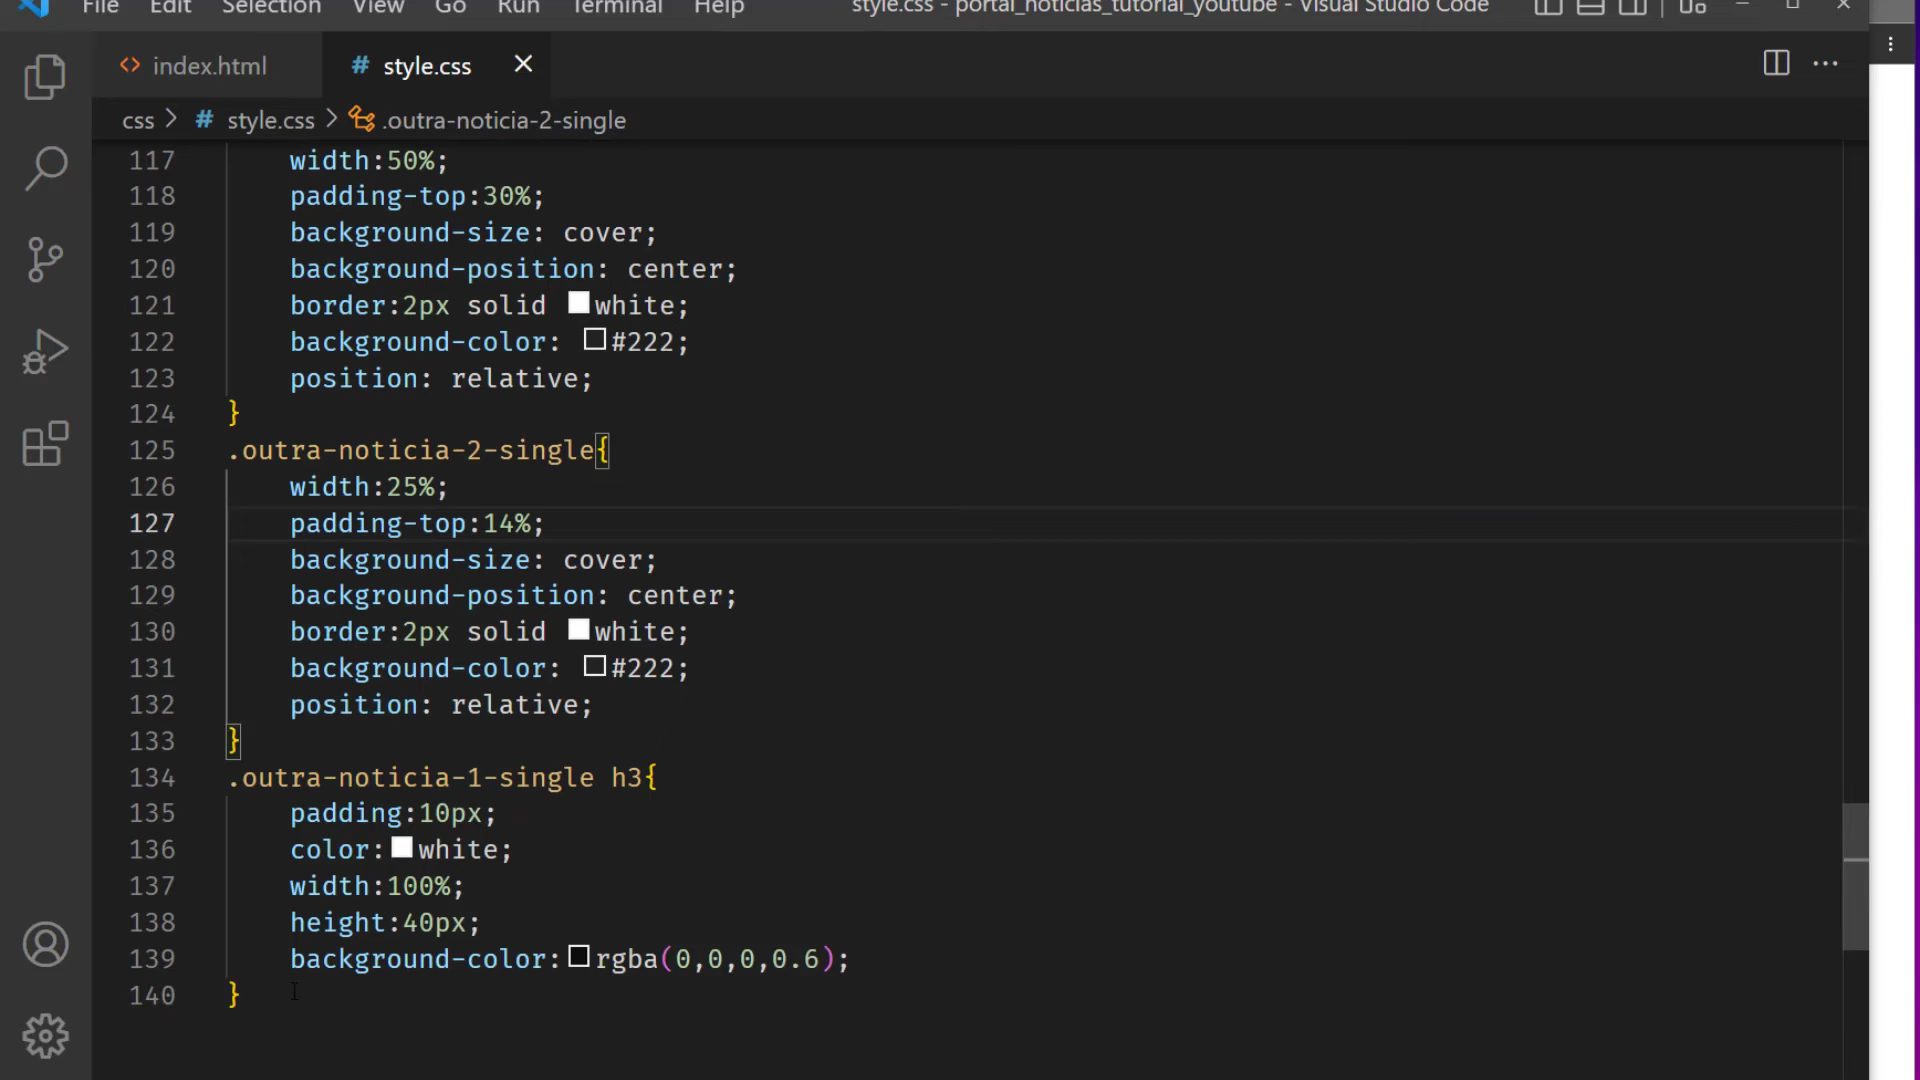 File Edit Selection View Go Run Terminal Help style.css - portal_noticias_tutorial_youtube - Visual Studio Code
index.html # style.css
css > # style.css > .outra-noticia-2-single
117 width:50%;
118 padding-top:30%;
119 background-size: cover;
120 background-position: center;
121 border:2px solid white;
122 background-color: #222;
123 position: relative;
124 }
125 .outra-noticia-2-single{
126 width:25%;
127 padding-top:14%;
128 background-size: cover;
129 background-position: center;
130 border:2px solid white;
131 background-color: #222;
132 position: relative;
133 }
134 .outra-noticia-1-single h3{
135 padding:10px;
136 color:white;
137 width:100%;
138 height:40px;
139 background-color:rgba(0,0,0,0.6);
140 }